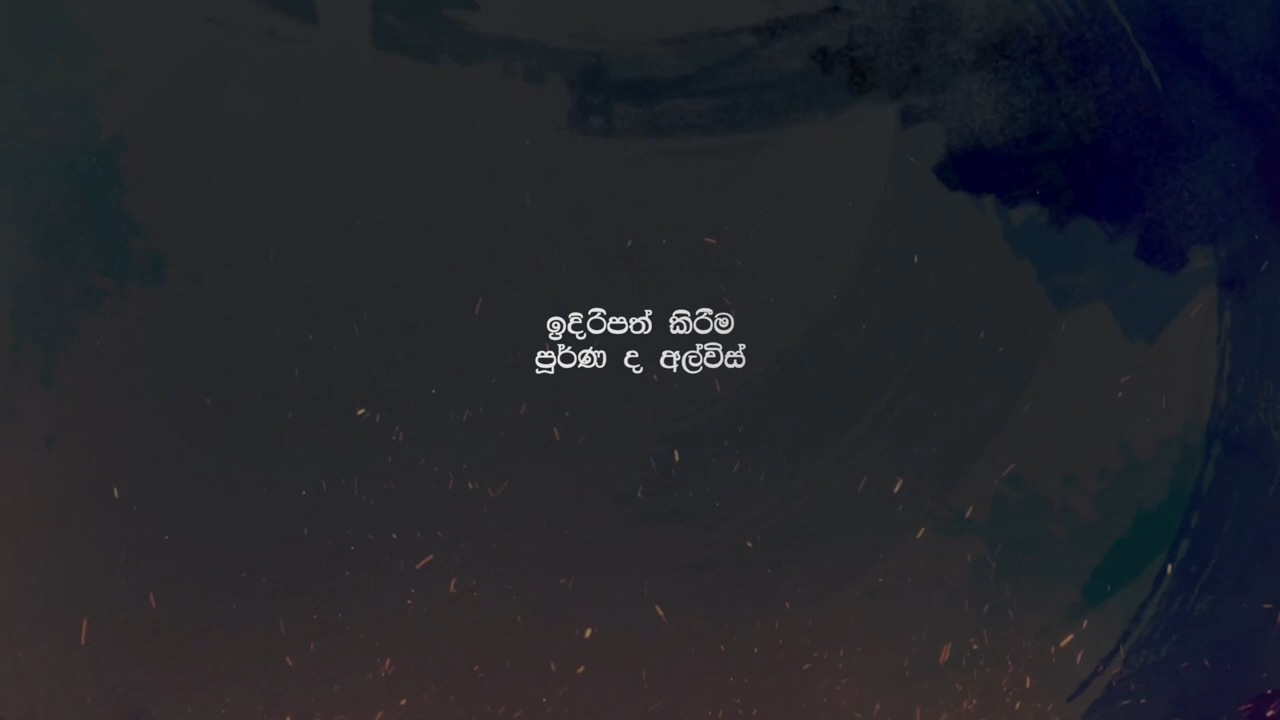 ඉදිරිපත් කිරීම
පූර්ණ ද අල්විස්